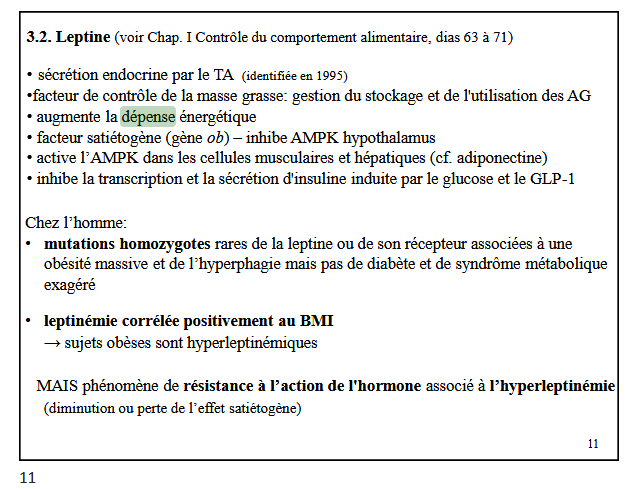 3.2. Leptine (voir Chap. I Contrôle du comportement alimentaire, dias 63 à 71)
• sécrétion endocrine par le TA (identifiée en 1995)
•facteur de contrôle de la masse grasse: gestion du stockage et de l'utilisation des AG
• augmente la dépense énergétique
• facteur satiétogène (gène ob) – inhibe AMPK hypothalamus
• active l’AMPK dans les cellules musculaires et hépatiques (cf. adiponectine)
• inhibe la transcription et la sécrétion d'insuline induite par le glucose et le GLP-1
Chez l’homme:
• mutations homozygotes rares de la leptine ou de son récepteur associées à une
obésité massive et de l’hyperphagie mais pas de diabète et de syndrôme métabolique
exagéré
• leptinémie corrélée positivement au BMI
→ sujets obèses sont hyperleptinémiques
MAIS phénomène de résistance à l’action de l'hormone associé à l’hyperleptinémie
(diminution ou perte de l’effet satiétogène)
11
11